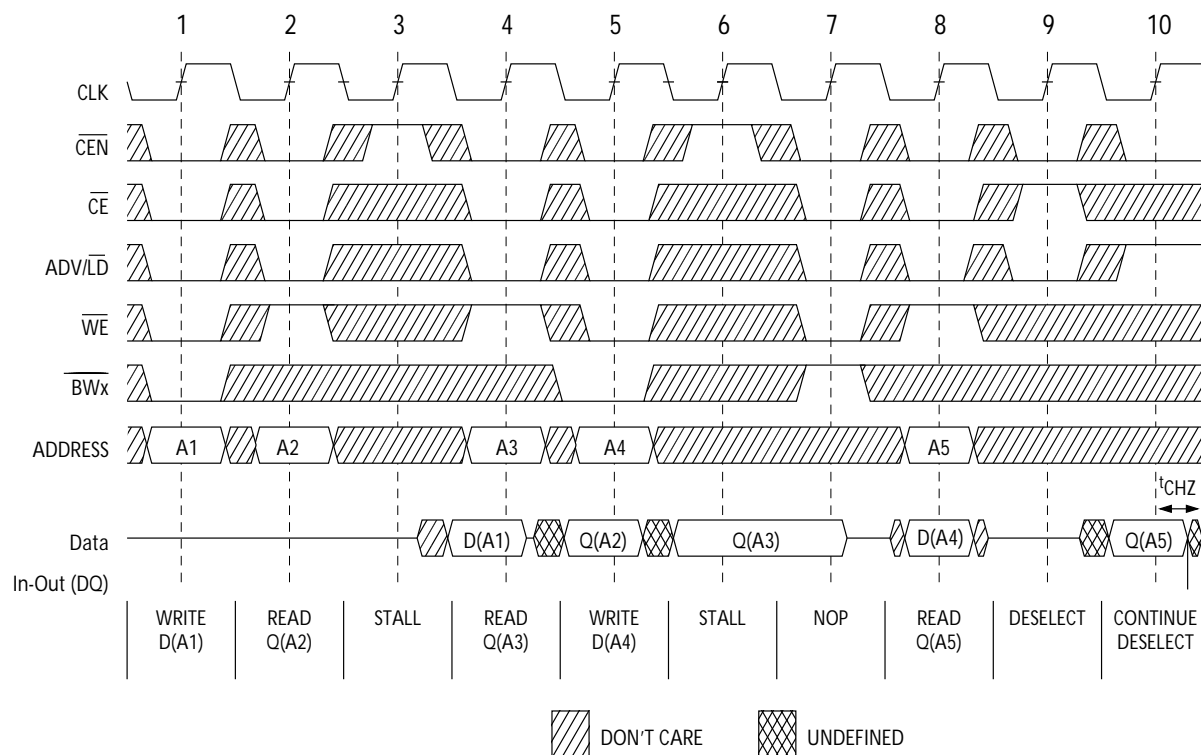 1 2 3 4 5 6 7 8 9 10
CLK
CEN
CE
ADV/LD
WE
BWx
ADDRESS A1 A2 A3 A4 A5
tCHZ
Data D(A1) Q(A2) Q(A3) D(A4) Q(A5)
In-Out (DQ)
WRITE READ STALL READ WRITE STALL NOP READ DESELECT CONTINUE
D(A1) Q(A2) Q(A3) D(A4) Q(A5) DESELECT
DON'T CARE UNDEFINED